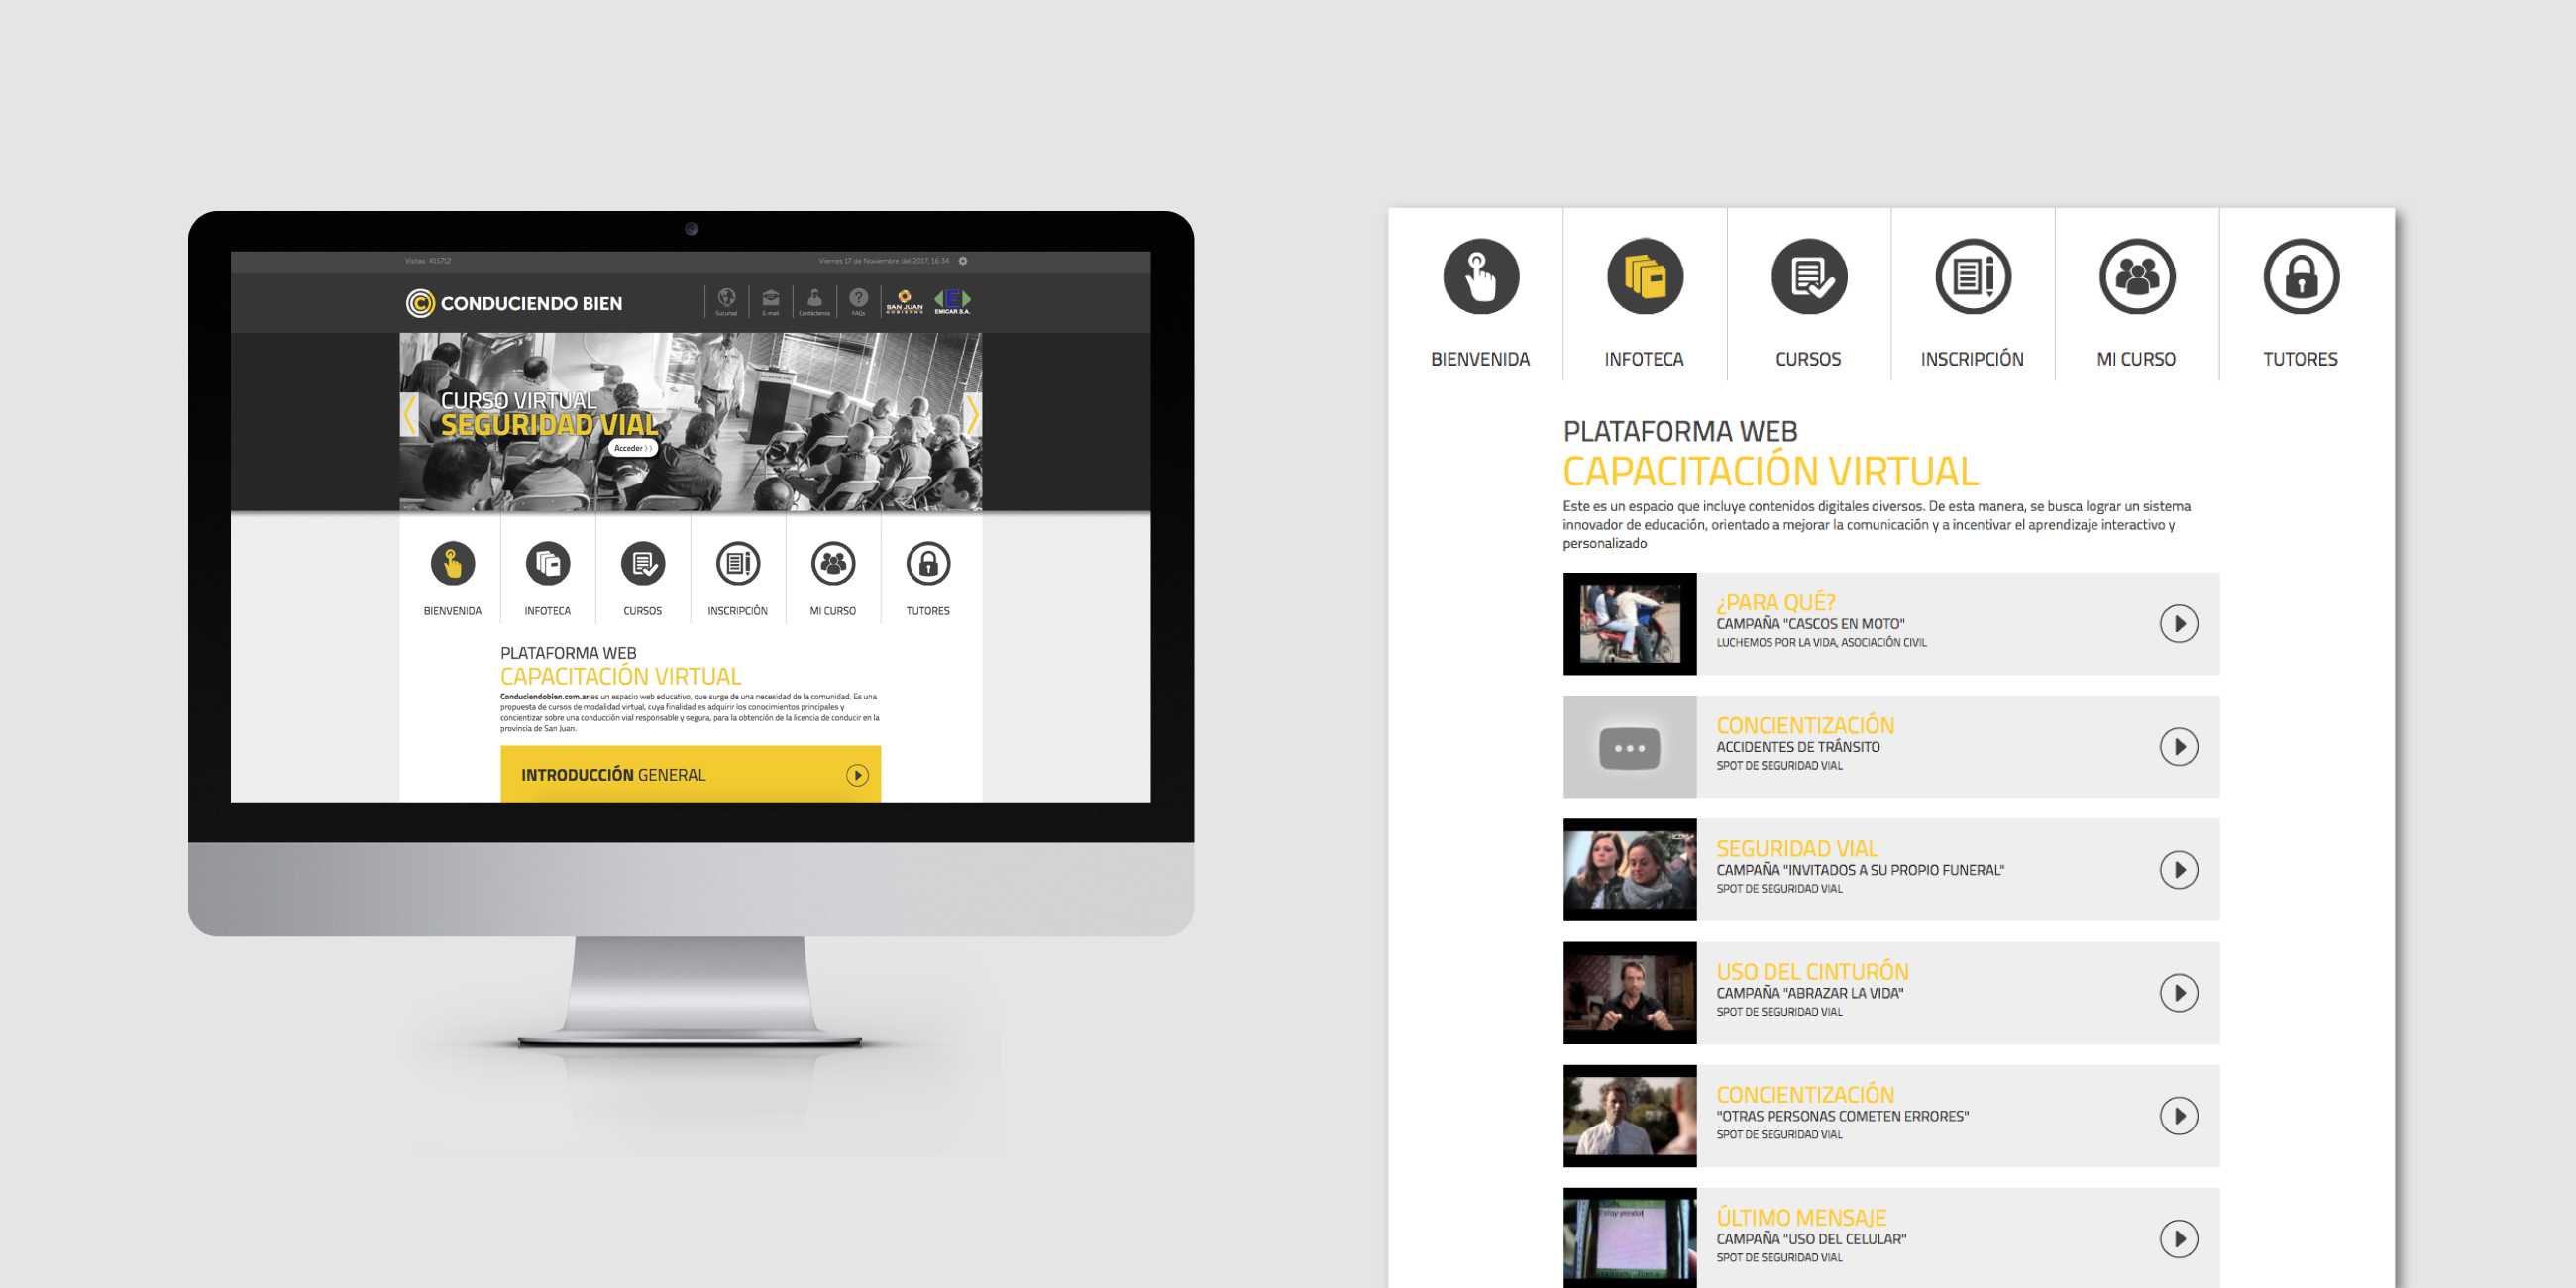 Visitas: 415712
Viernes 17 de Noviembre del 2017, 16:34
CONDUCIENDO BIEN
Sucursal
E-mail
Contáctenos
FAQs
SAN JUAN
GOBIERNO
E
EMICAR S.A.
CURSO VIRTUAL
SEGURIDAD VIAL
Acceder
BIENVENIDA
INFOTECA
CURSOS
INSCRIPCIÓN
MI CURSO
TUTORES
PLATAFORMA WEB
CAPACITACIÓN VIRTUAL
Conduciendobien.com.ar es un espacio web educativo, que surge de una necesidad de la comunidad. Es una
propuesta de cursos de modalidad virtual, cuya finalidad es adquirir los conocimientos principales y
concientizar sobre una conducción vial responsable y segura, para la obtención de la licencia de conducir en la
provincia de San Juan.
INTRODUCCIÓN GENERAL
BIENVENIDA
INFOTECA
CURSOS
INSCRIPCIÓN
MI CURSO
TUTORES
PLATAFORMA WEB
CAPACITACIÓN VIRTUAL
Este es un espacio que incluye contenidos digitales diversos. De esta manera, se busca lograr un sistema
innovador de educación, orientado a mejorar la comunicación y a incentivar el aprendizaje interactivo y
personalizado
¿PARA QUÉ?
CAMPAÑA "CASCOS EN MOTO"
LUCHEMOS POR LA VIDA, ASOCIACIÓN CIVIL
CONCIENTIZACIÓN
ACCIDENTES DE TRÁNSITO
SPOT DE SEGURIDAD VIAL
SEGURIDAD VIAL
CAMPAÑA "INVITADOS A SU PROPIO FUNERAL"
SPOT DE SEGURIDAD VIAL
USO DEL CINTURÓN
CAMPAÑA "ABRAZAR LA VIDA"
SPOT DE SEGURIDAD VIAL
CONCIENTIZACIÓN
"OTRAS PERSONAS COMETEN ERRORES"
SPOT DE SEGURIDAD VIAL
ÚLTIMO MENSAJE
CAMPAÑA "USO DEL CELULAR"
SPOT DE SEGURIDAD VIAL